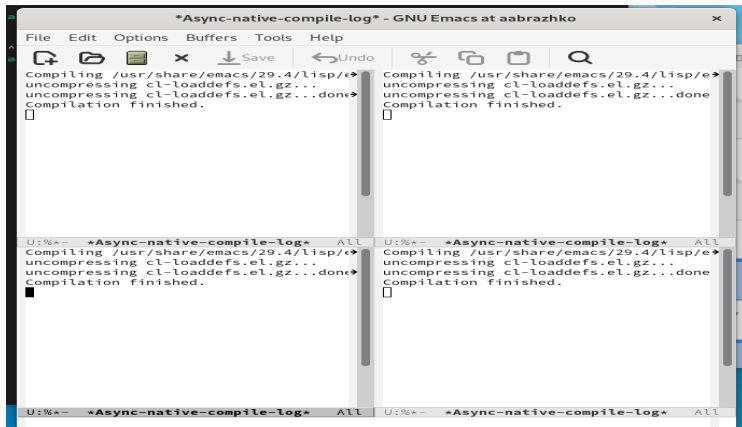 *Async-native-compile-log* - GNU Emacs at aabrazhko
File Edit Options Buffers Tools Help
Save Undo
Compiling /usr/share/emacs/29.4/lisp/e
uncompressing cl-loaddefs.el.gz...
uncompressing cl-loaddefs.el.gz...done
Compilation finished.
U:%*- *Async-native-compile-log* All
Compiling /usr/share/emacs/29.4/lisp/e
uncompressing cl-loaddefs.el.gz...
uncompressing cl-loaddefs.el.gz...done
Compilation finished.
U:%*- *Async-native-compile-log* All
Compiling /usr/share/emacs/29.4/lisp/e
uncompressing cl-loaddefs.el.gz...
uncompressing cl-loaddefs.el.gz...done
Compilation finished.
U:%*- *Async-native-compile-log* All
Compiling /usr/share/emacs/29.4/lisp/e
uncompressing cl-loaddefs.el.gz...
uncompressing cl-loaddefs.el.gz...done
Compilation finished.
U:%*- *Async-native-compile-log* All